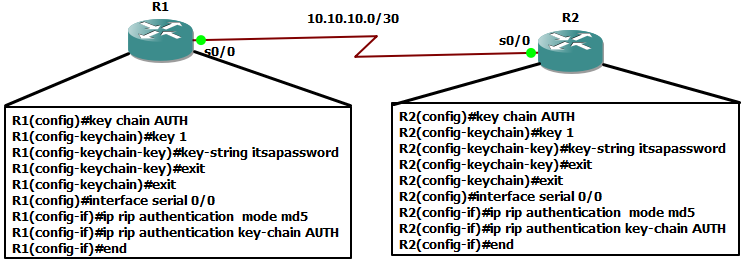 R1
10.10.10.0/30
R2
s0/0
s0/0
R1(config)#key chain AUTH
R1(config-keychain)#key 1
R1(config-keychain-key)#key-string itsapassword
R1(config-keychain-key)#exit
R1(config-keychain)#exit
R1(config)#interface serial 0/0
R1(config-if)#ip rip authentication  mode md5
R1(config-if)#ip rip authentication key-chain AUTH
R1(config-if)#end
R2(config)#key chain AUTH
R2(config-keychain)#key 1
R2(config-keychain-key)#key-string itsapassword
R2(config-keychain-key)#exit
R2(config-keychain)#exit
R2(config)#interface serial 0/0
R2(config-if)#ip rip authentication  mode md5
R2(config-if)#ip rip authentication key-chain AUTH
R2(config-if)#end